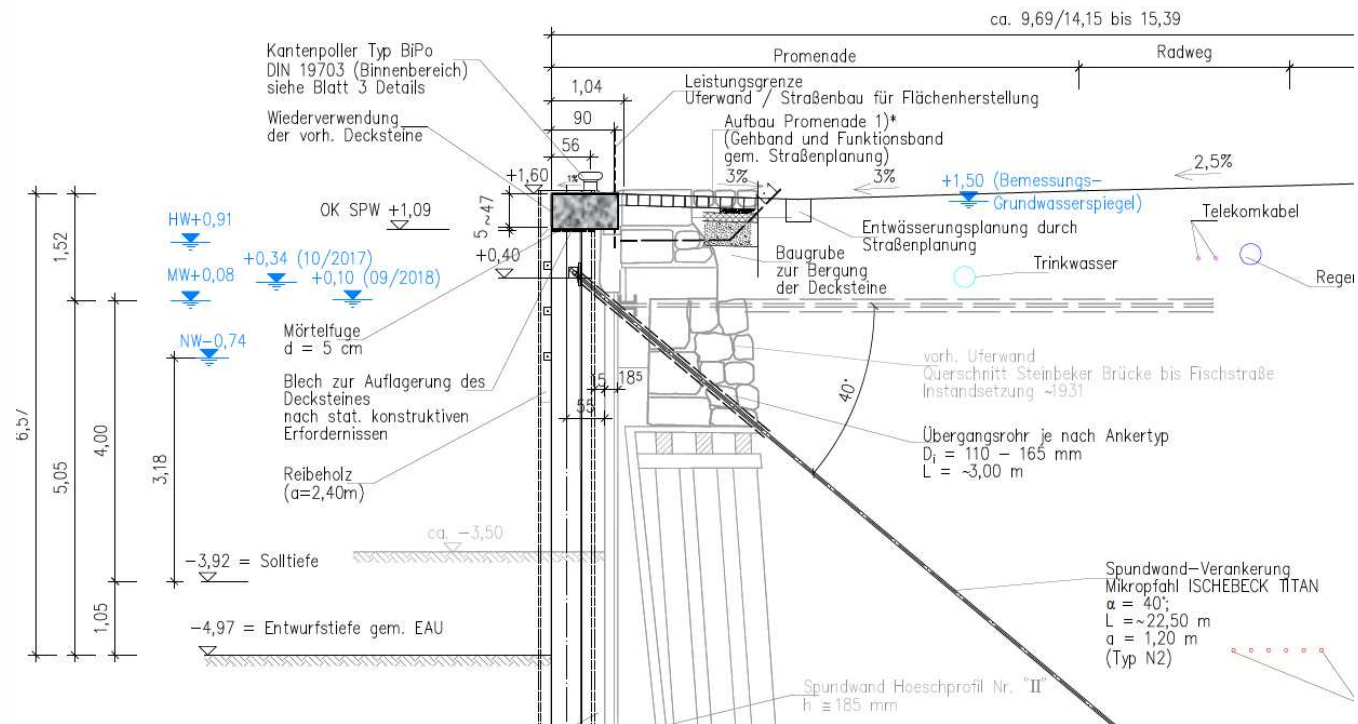 ca. 9,69/14,15 bis 15,39
Promenade
Radweg
Kantenpoller Typ BiPo
DIN 19703 (Binnenbereich)
siehe Blatt 3 Details
Wiederverwendung
der vorh. Decksteine
1,04
90
56
Leistungsgrenze
Uferwand / Straßenbau für Flächenherstellung
Aufbau Promenade 1)*
(Gehband und Funktionsband
gem. Straßenplanung)
3%
3%
2,5%
1%
+1,60
+1,50 (Bemessungs-
Grundwasserspiegel)
OK SPW +1,09
5
~47
HW+0,91
+0,34 (10/2017)
MW+0,08
+0,10 (09/2018)
NW-0,74
+0,40
1,52
Entwässerungsplanung durch
Straßenplanung
Baugrube
zur Bergung
der Decksteine
Telekomkabel
Trinkwasser
Regen
Mörtelfuge
d = 5 cm
Blech zur Auflagerung des
Decksteines
nach stat. konstruktiven
Erfordernissen
15
18⁵
55
40°
vorh. Uferwand
Querschnitt Steinbeker Brücke bis Fischstraße
Instandsetzung ~1931
Übergangsrohr je nach Ankertyp
Dᵢ = 110 - 165 mm
L = ~3,00 m
Reibeholz
(a=2,40m)
6,57
5,05
4,00
3,18
1,05
ca. -3,50
-3,92 = Solltiefe
-4,97 = Entwurfstiefe gem. EAU
Spundwand-Verankerung
Mikropfahl ISCHEBECK TITAN
α = 40°;
L =~22,50 m
a = 1,20 m
(Typ N2)
Spundwand Hoeschprofil Nr. "II"
h ≅ 185 mm